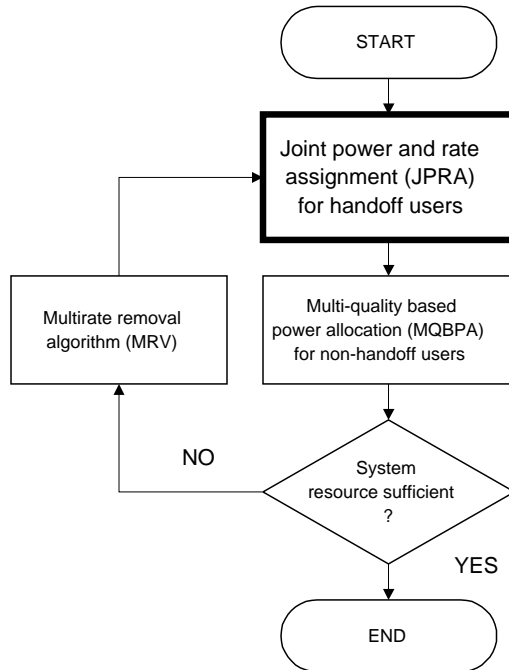 START
Joint power and rate
assignment (JPRA)
for handoff users
Multirate removal
algorithm (MRV)
Multi-quality based
power allocation (MQBPA)
for non-handoff users
NO
System
resource sufficient
?
YES
END